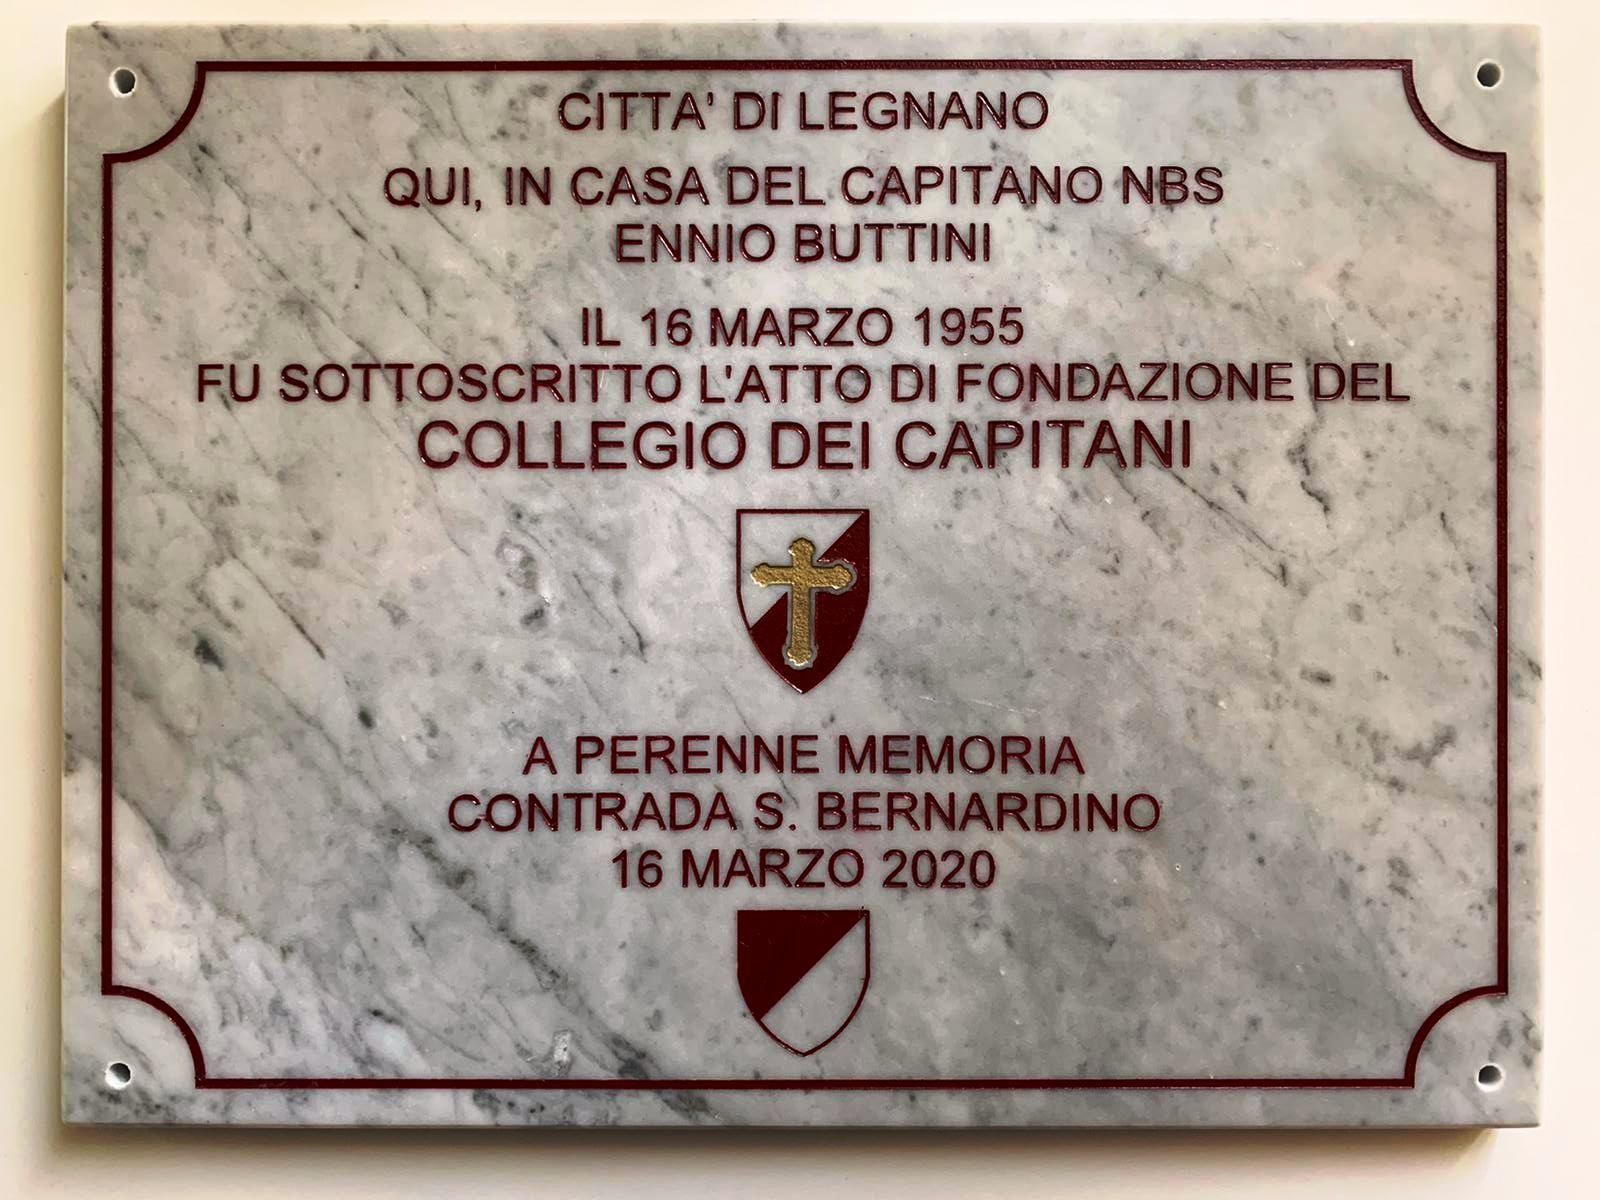 CITTA' DI LEGNANO
QUI, IN CASA DEL CAPITANO NBS
ENNIO BUTTINI
IL 16 MARZO 1955
FU SOTTOSCRITTO L'ATTO DI FONDAZIONE DEL
COLLEGIO DEI CAPITANI
A PERENNE MEMORIA
CONTRADA S. BERNARDINO
16 MARZO 2020